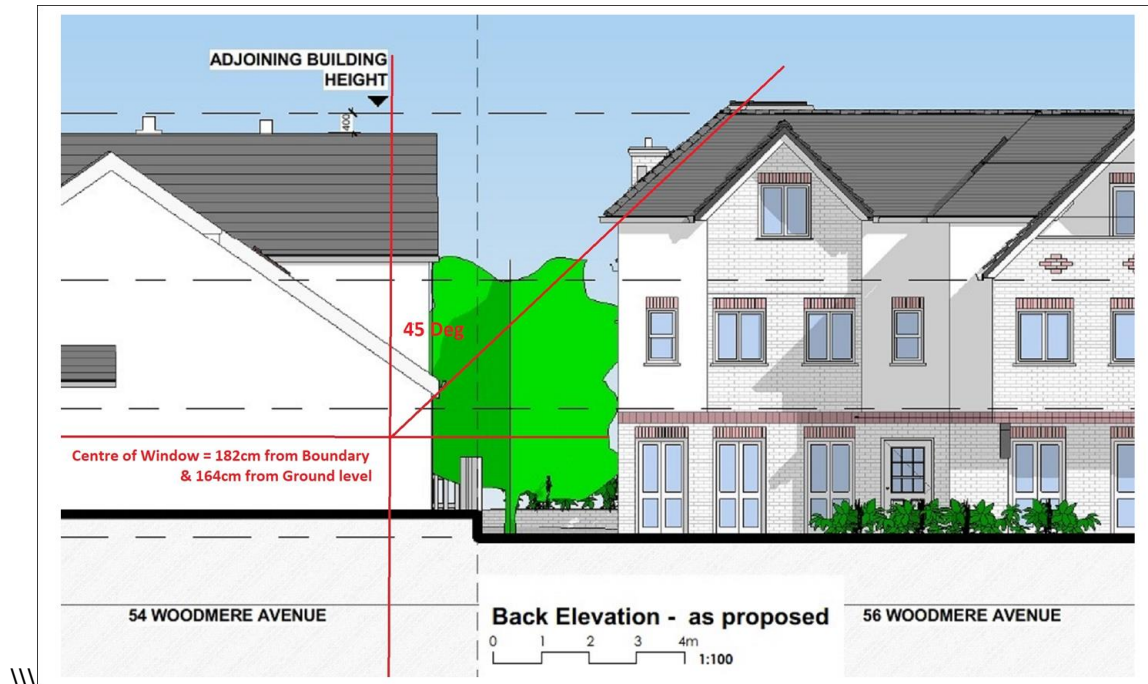 ADJOINING BUILDING
HEIGHT
400
45 Deg
Centre of Window = 182cm from Boundary
& 164cm from Ground level
54 WOODMERE AVENUE
Back Elevation - as proposed
0 1 2 3 4m
1:100
56 WOODMERE AVENUE
\\\